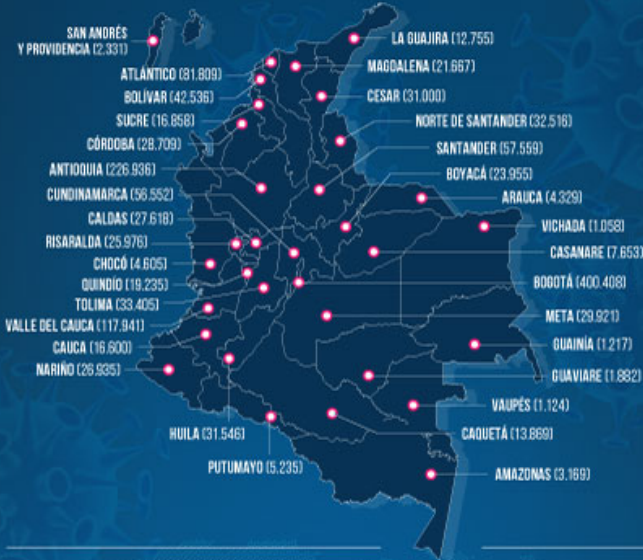 SAN ANDRÉS
Y PROVIDENCIA (2.331)
ATLÁNTICO (81.809)
BOLÍVAR (42.536)
SUCRE (16.858)
CÓRDOBA (28.709)
ANTIOQUIA (226.936)
CUNDINAMARCA (56.552)
CALDAS (27.618)
RISARALDA (25.976)
CHOCÓ (4.605)
QUINDÍO (19.235)
TOLIMA (33.405)
VALLE DEL CAUCA (117.941)
CAUCA (16.600)
NARIÑO (26.935)
HUILA (31.546)
PUTUMAYO (5.235)
LA GUAJIRA (12.755)
MAGDALENA (21.667)
CESAR (31.000)
NORTE DE SANTANDER (32.516)
SANTANDER (57.559)
BOYACÁ (23.955)
ARAUCA (4.329)
VICHADA (1.058)
CASANARE (7.653)
BOGOTÁ (400.408)
META (29.921)
GUAINÍA (1.217)
GUAVIARE (1.882)
VAUPÉS (1.124)
CAQUETÁ (13.869)
AMAZONAS (3.169)